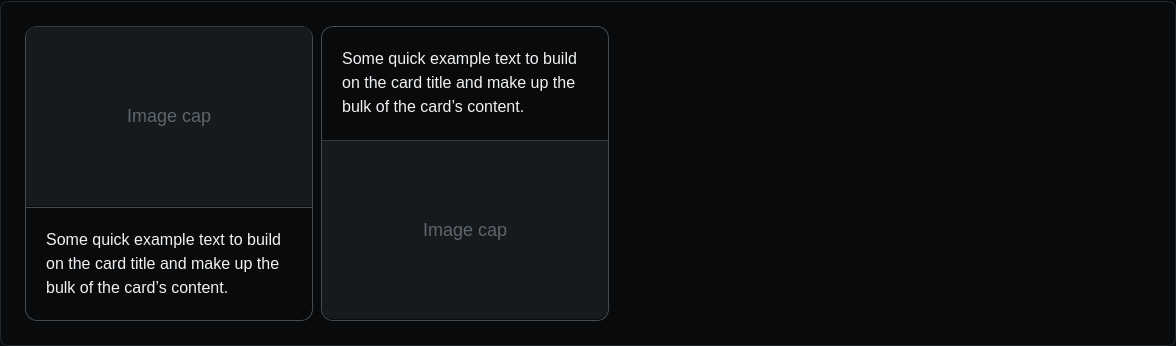 Image cap
Some quick example text to build
on the card title and make up the
bulk of the card’s content.
Some quick example text to build
on the card title and make up the
bulk of the card’s content.
Image cap